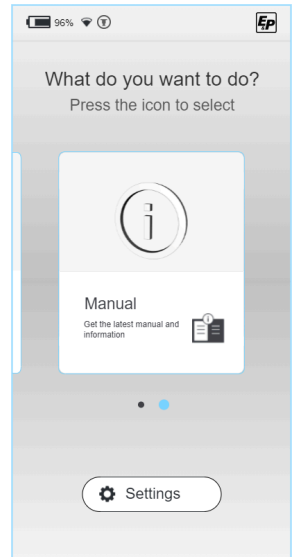 96%
E.P
What do you want to do?
Press the icon to select
i
Manual
Get the latest manual and
information
Settings